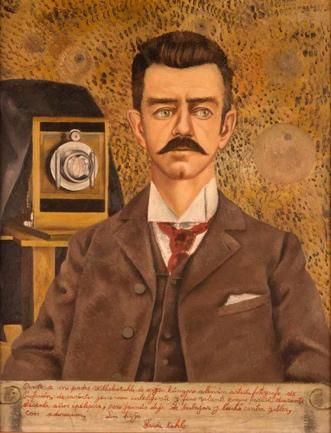 Pinté a mi padre Wilhelm Kahlo de origen húngaro alemán artista fotógrafo de
profesión, de carácter generoso inteligente y fino valiente porque padeció durante
sesenta años epilepsia, pero jamás dejó de trabajar y luchó contra Hitler,
con adoración. Su hija
Frida Kahlo